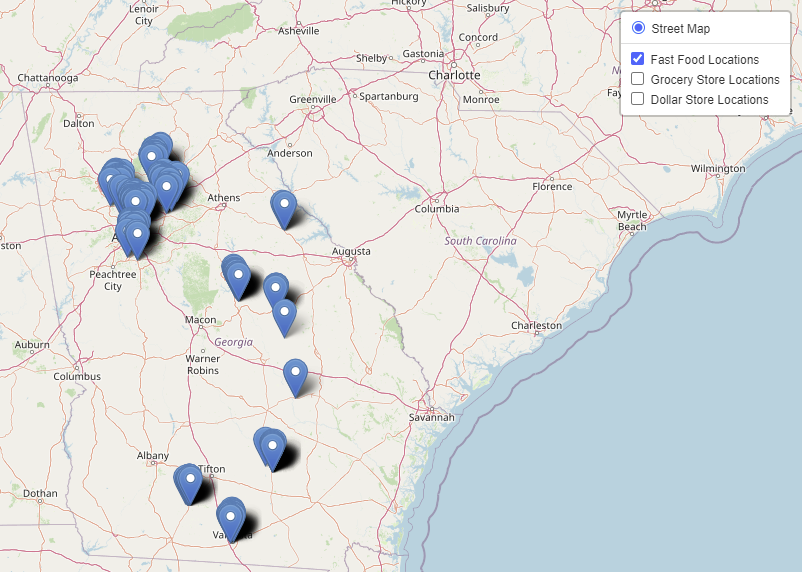 Lenoir
City
Hickory
Salisbury
Asheville
Concord
Shelby
Gastonia
Charlotte
Chattanooga
Greenville
Spartanburg
Monroe
Dalton
Anderson
Wilmington
Athens
Florence
Columbia
Myrtle
Beach
South Carolina
Augusta
Peachtree
City
Macon
Georgia
Charleston
Auburn
Warner
Robins
Columbus
Savannah
Albany
Tifton
Dothan
Street Map
Fast Food Locations
Grocery Store Locations
Dollar Store Locations